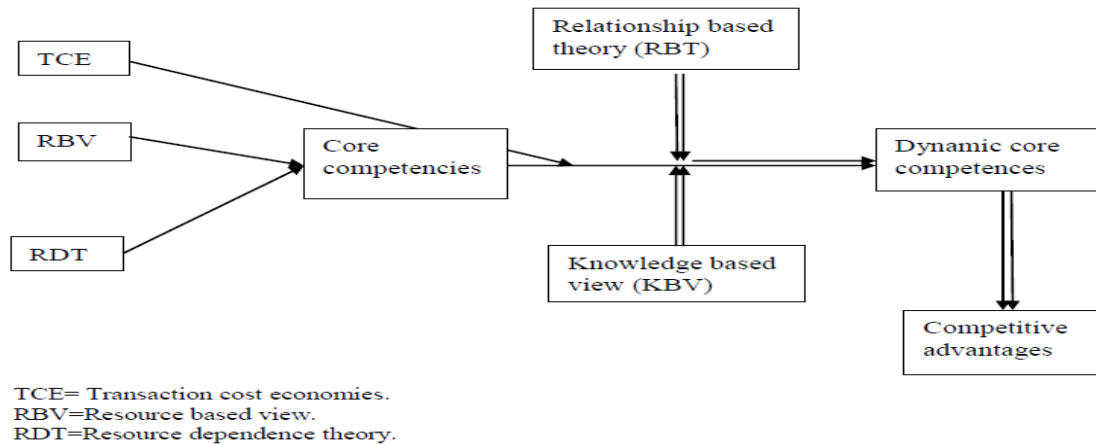 Relationship based
theory (RBT)
TCE
RBV
Core
competencies
Dynamic core
competences
RDT
Knowledge based
view (KBV)
Competitive
advantages
TCE= Transaction cost economies.
RBV=Resource based view.
RDT=Resource dependence theory.